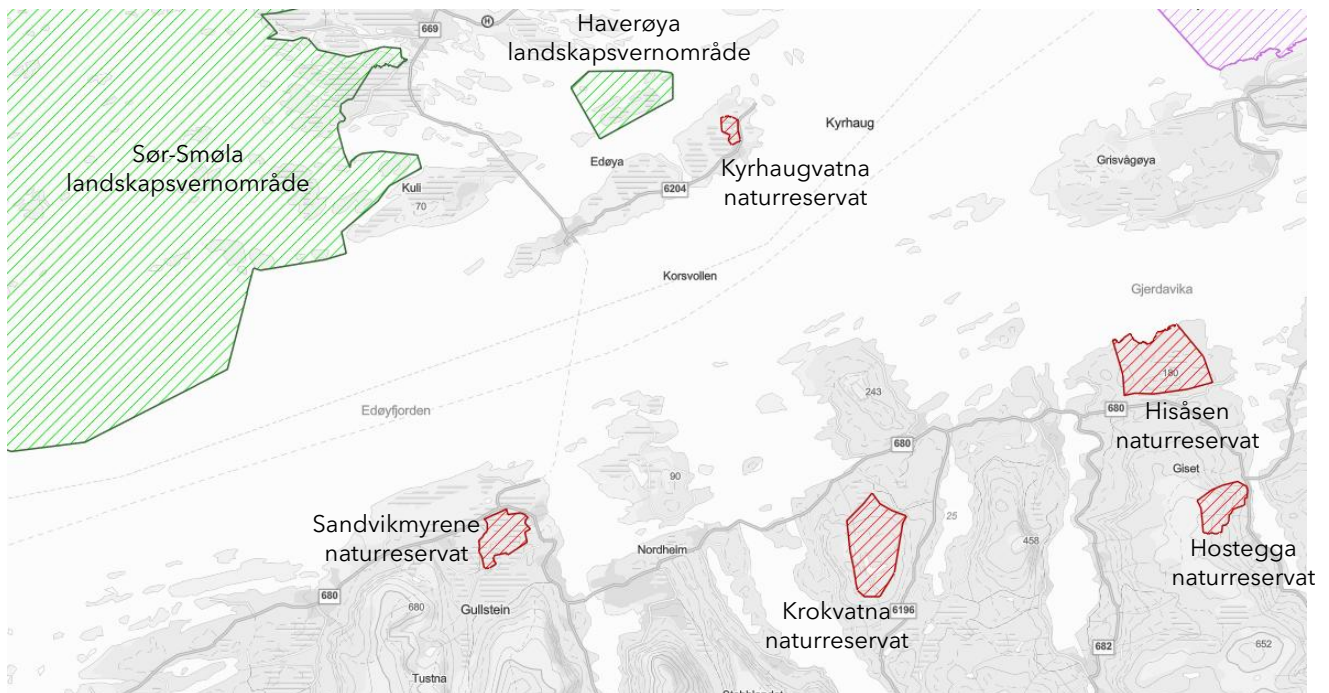 Haverøya
landskapsvernområde
669
H
Sør-Smøla
landskapsvernområde
Kyrhaug
Edøya
Kyrhaugvatna
naturreservat
Grisvågøya
Kuli
70
6204
Korsvollen
Gjerdavika
180
243
Edøyfjorden
680
Hisåsen
naturreservat
680
Giset
90
Sandvikmyrene
naturreservat
25
458
Nordheim
Hostegga
naturreservat
680
680
Gullstein
Krokvatna
naturreservat
6196
682
652
Tustna